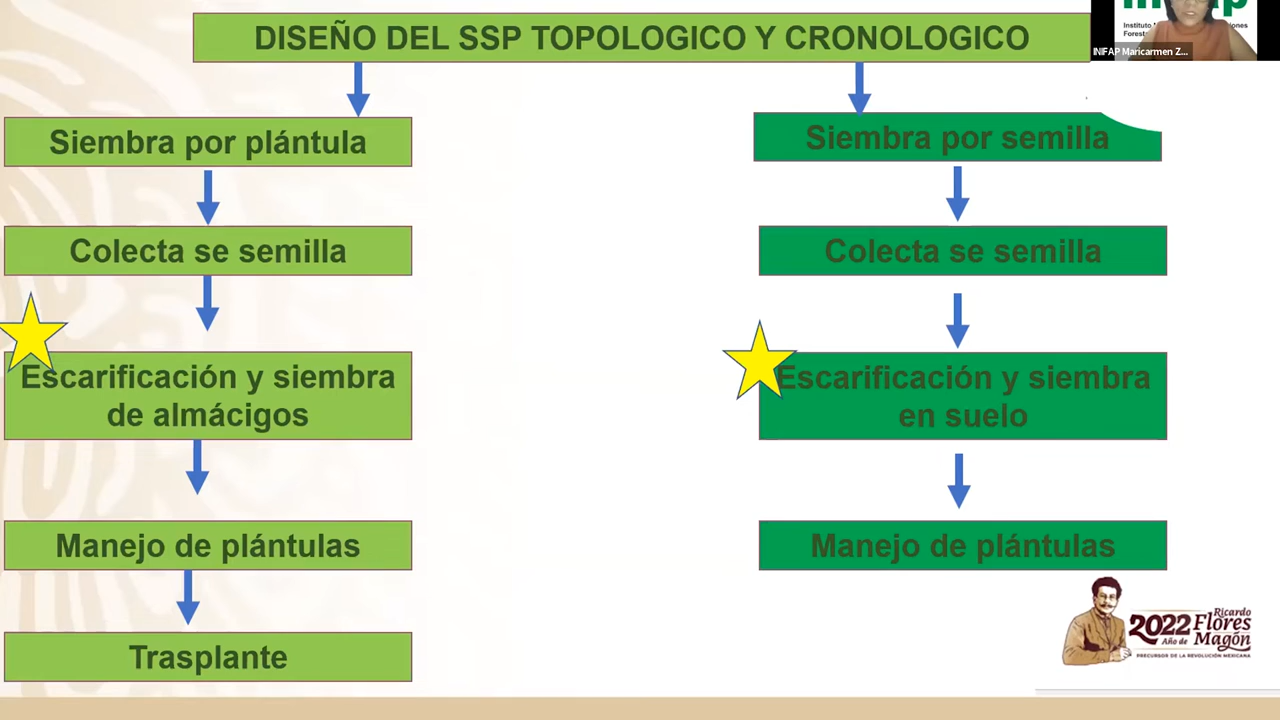 DISEÑO DEL SSP TOPOLOGICO Y CRONOLOGICO
INIFAP Maricarmen Z...
Siembra por plántula
Colecta se semilla
Escarificación y siembra
de almácigos
Manejo de plántulas
Trasplante
Siembra por semilla
Colecta se semilla
Escarificación y siembra
en suelo
Manejo de plántulas
2022 Ricardo
Año de Flores
Magón
PRECURSOR DE LA REVOLUCIÓN MEXICANA